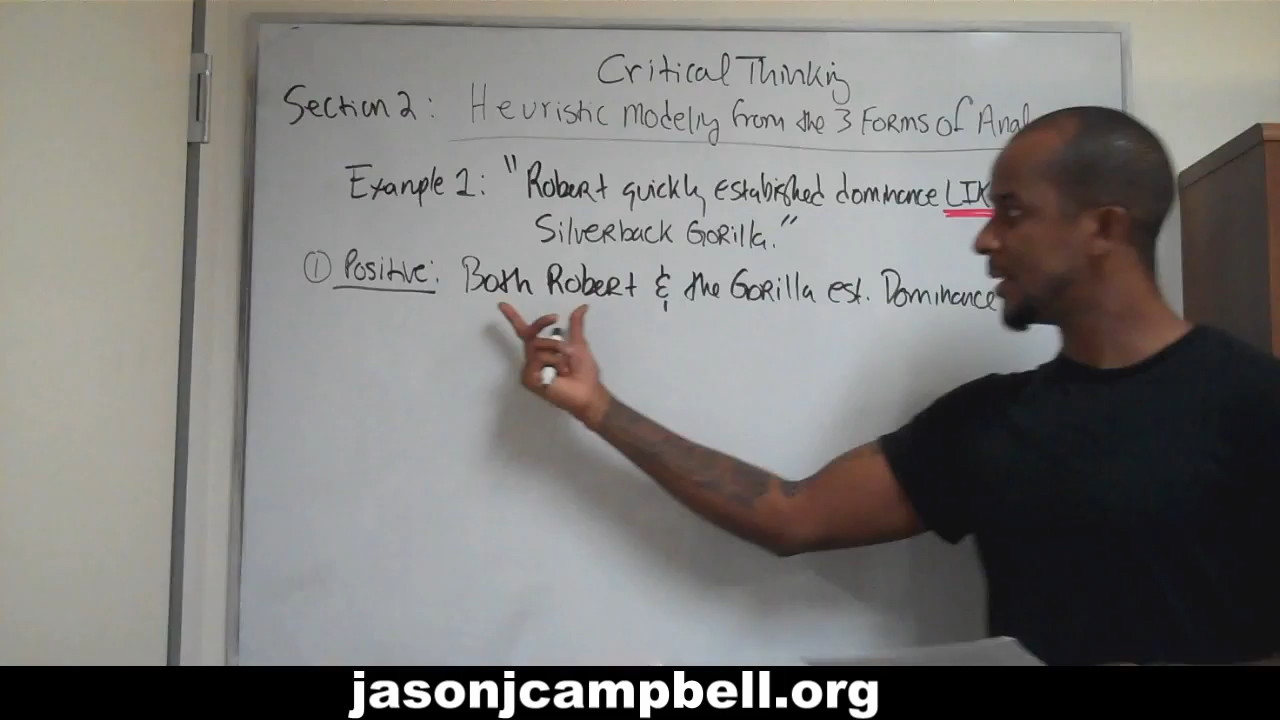 Critical Thinking
Section 2: Heuristic Modeling from the 3 Forms of Anal
Example 2: "Robert quickly established dominance LIK
Silverback Gorilla."
① Positive: Both Robert & the Gorilla est. Dominance
jasonjcampbell.org